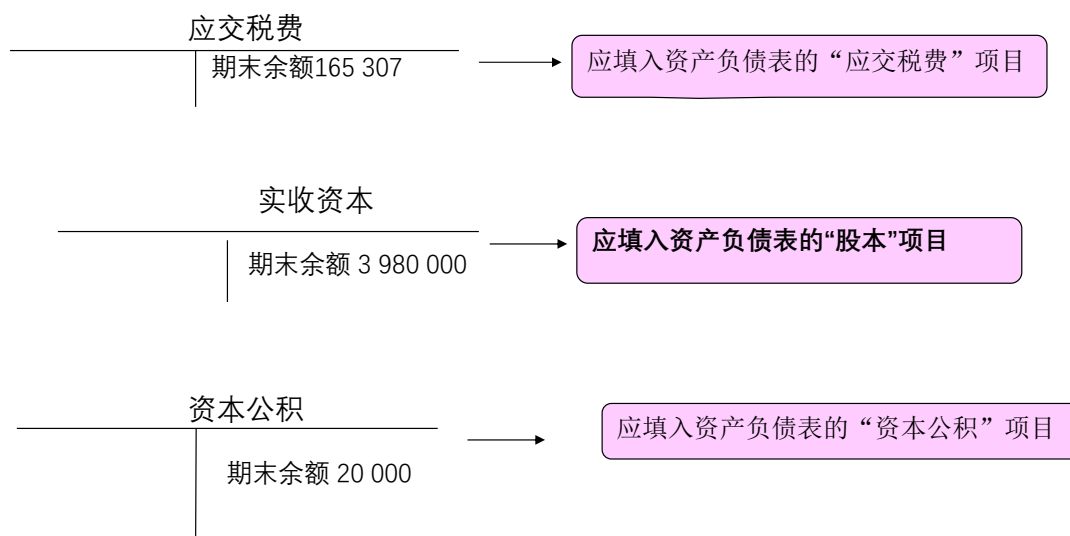 应交税费
期末余额165 307
应填入资产负债表的“应交税费”项目
实收资本
期末余额 3 980 000
应填入资产负债表的“股本”项目
资本公积
期末余额 20 000
应填入资产负债表的“资本公积”项目